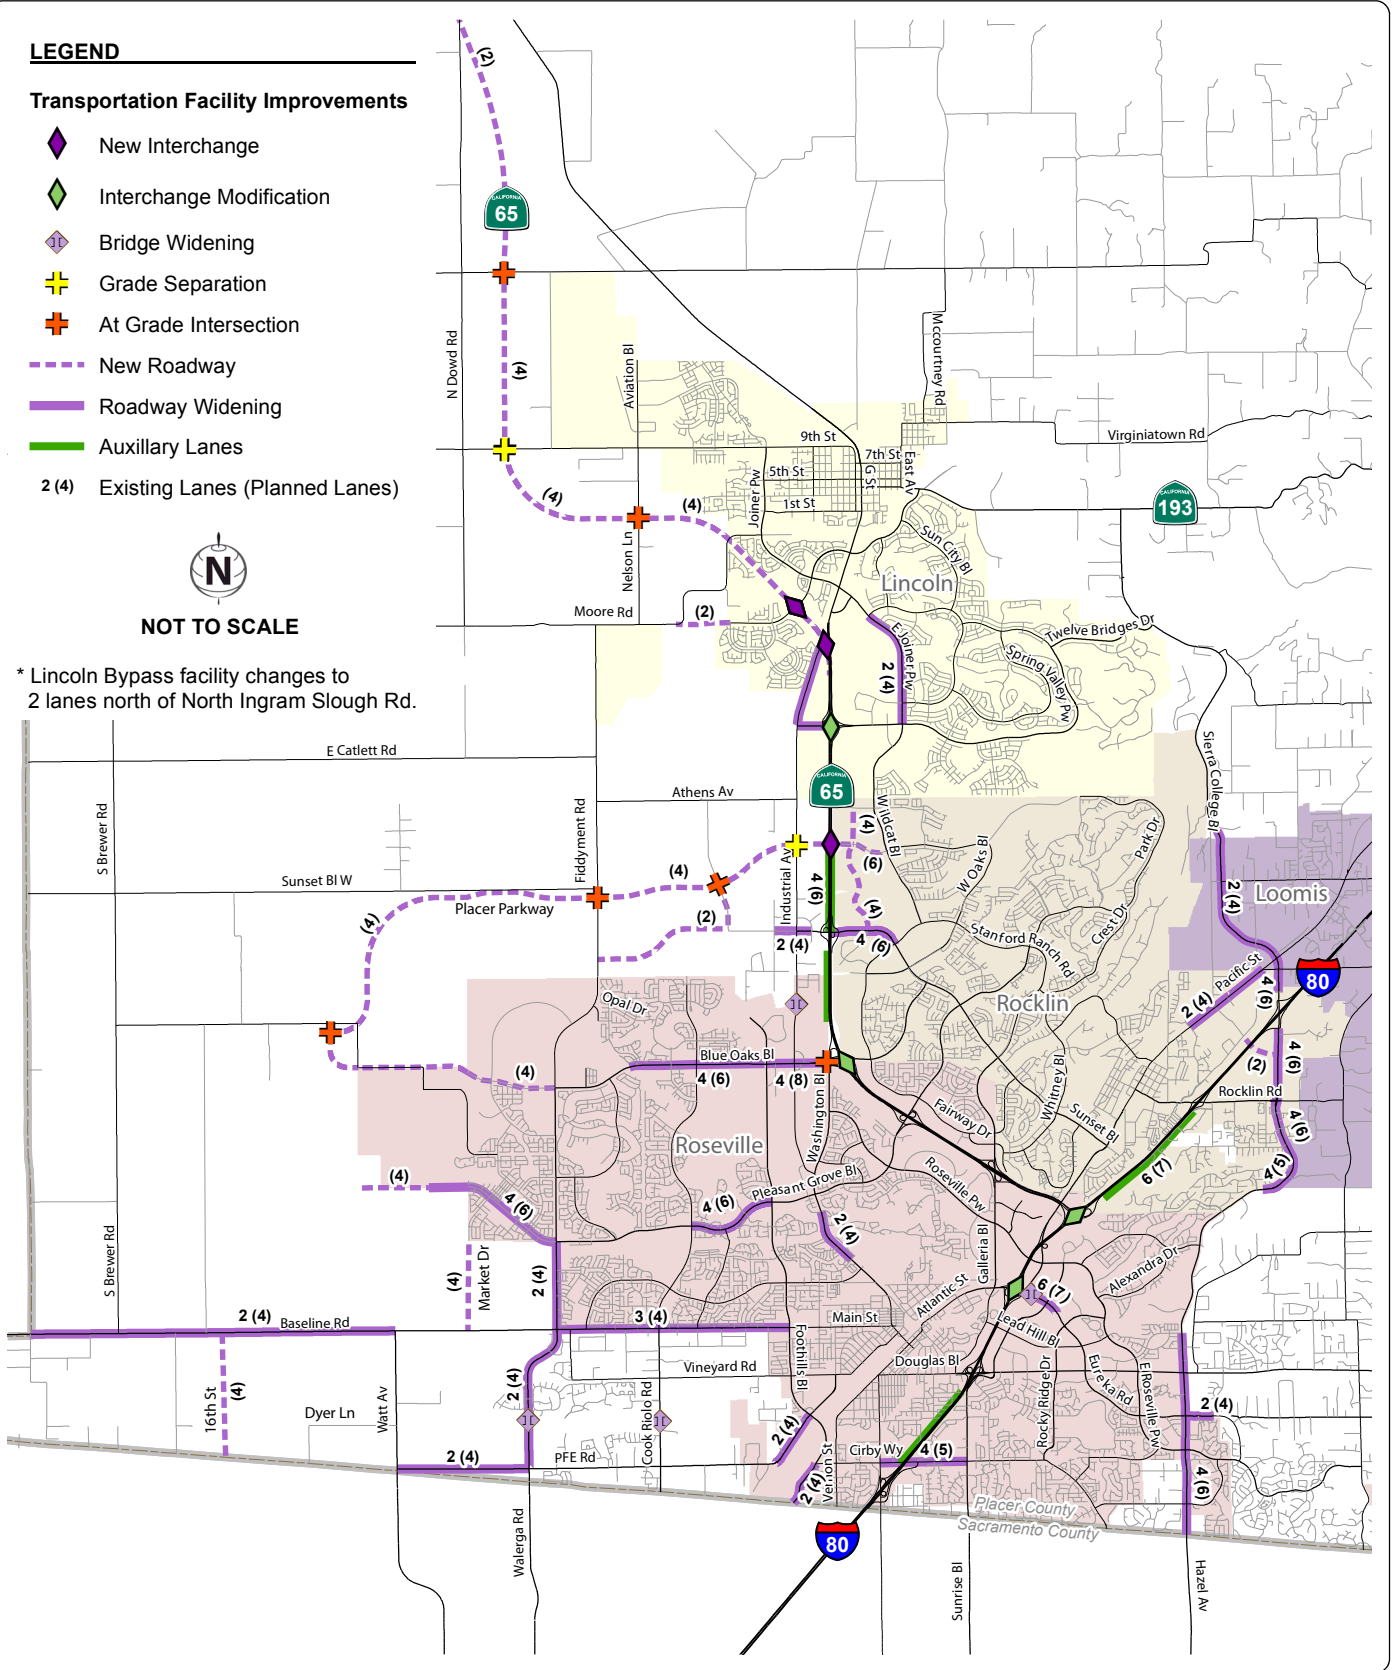 LEGEND
Transportation Facility Improvements
New Interchange
Interchange Modification
Bridge Widening
Grade Separation
At Grade Intersection
New Roadway
Roadway Widening
Auxillary Lanes
2 (4) Existing Lanes (Planned Lanes)
N
NOT TO SCALE
* Lincoln Bypass facility changes to
2 lanes north of North Ingram Slough Rd.
(2)
CALIFORNIA
65
N Dowd Rd
(4)
Aviation Bl
Mccourtney Rd
9th St
7th St
Virginiatown Rd
5th St
G St
East Av
Joiner Pw
1st St
CALIFORNIA
193
(4)
(4)
Nelson Ln
Sun City Bl
Lincoln
Moore Rd
(2)
E Joiner Pw
2 (4)
Twelve Bridges Dr
Spring Valley Pw
E Catlett Rd
Sierra College Bl
CALIFORNIA
65
Athens Av
S Brewer Rd
Fiddyment Rd
Wildcat Bl
(4)
(6)
W Oaks Bl
Park Dr
Industrial Av
4 (6)
(4)
Sunset Bl W
(4)
Placer Parkway
(4)
(2)
2 (4)
4 (6)
Stanford Ranch Rd
Crest Dr
2 (4)
Loomis
Pacific St
2 (4)
4 (6)
80
Rocklin
Opal Dr
Blue Oaks Bl
4 (6)
4 (8)
(4)
Washington Bl
Whitney Bl
(2)
4 (6)
Rocklin Rd
Fairway Dr
Sunset Bl
4 (6)
Roseville
Pleasant Grove Bl
4 (6)
Roseville Pw
6 (7)
4 (5)
(4)
4 (6)
2 (4)
S Brewer Rd
Market Dr
(4)
2 (4)
Galleria Bl
Alexandra Dr
Atlantic St
6 (7)
2 (4)
Baseline Rd
3 (4)
Main St
Lead Hill Bl
Foothills Bl
Vineyard Rd
Douglas Bl
Rocky Ridge Dr
Eureka Rd
E Roseville Pw
16th St
(4)
Dyer Ln
Watt Av
2 (4)
Cook Riolo Rd
2 (4)
2 (4)
PFE Rd
2 (4)
Vernon St
2 (4)
Cirby Wy
4 (5)
4 (6)
Placer County
Sacramento County
80
Walerga Rd
Sunrise Bl
Hazel Av